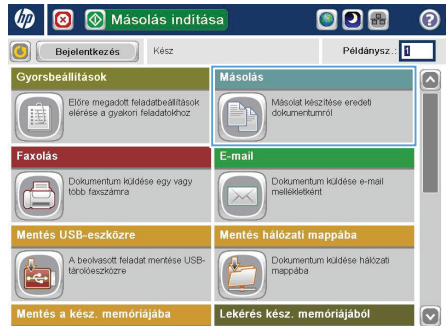 hp
Másolás indítása
?
Bejelentkezés
Kész
Példánysz.: 1
Gyorsbeállítások
Előre megadott feladatbeállítások
elérése a gyakori feladatokhoz
Másolás
Másolat készítése eredeti
dokumentumról
Faxolás
Dokumentum küldése egy vagy
több faxszámra
E-mail
Dokumentum küldése e-mail
mellékletként
Mentés USB-eszközre
A beolvasott feladat mentése USB-
tárolóeszközre
Mentés hálózati mappába
Dokumentum küldése hálózati
mappába
Mentés a kész. memóriájába
Lekérés kész. memóriájából